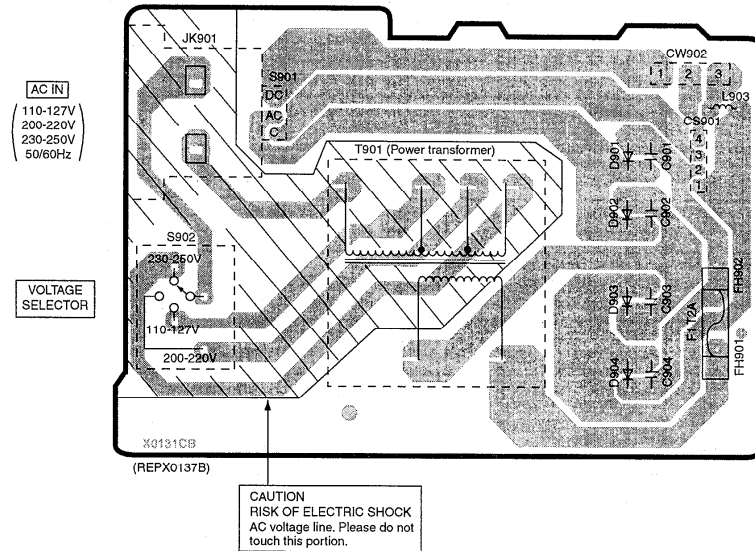 JK901
AC IN
110-127V
200-220V
230-250V
50/60Hz
S901
DC
AC
C
CW902
1 2 3
L903
CS901
4
3
2
1
T901 (Power transformer)
D901
C901
D902
C902
S902
230-250V
110-127V
200-220V
VOLTAGE
SELECTOR
D903
C903
D904
C904
FH902
F1 T2A
FH901
X0131CB
(REPX0137B)
CAUTION
RISK OF ELECTRIC SHOCK
AC voltage line. Please do not
touch this portion.